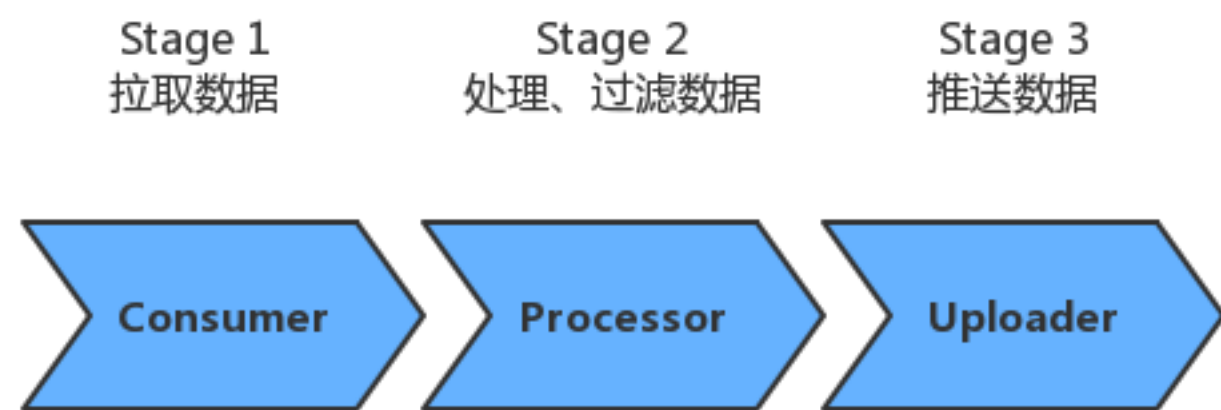 Stage 1
拉取数据
Stage 2
处理、过滤数据
Stage 3
推送数据
Consumer
Processor
Uploader